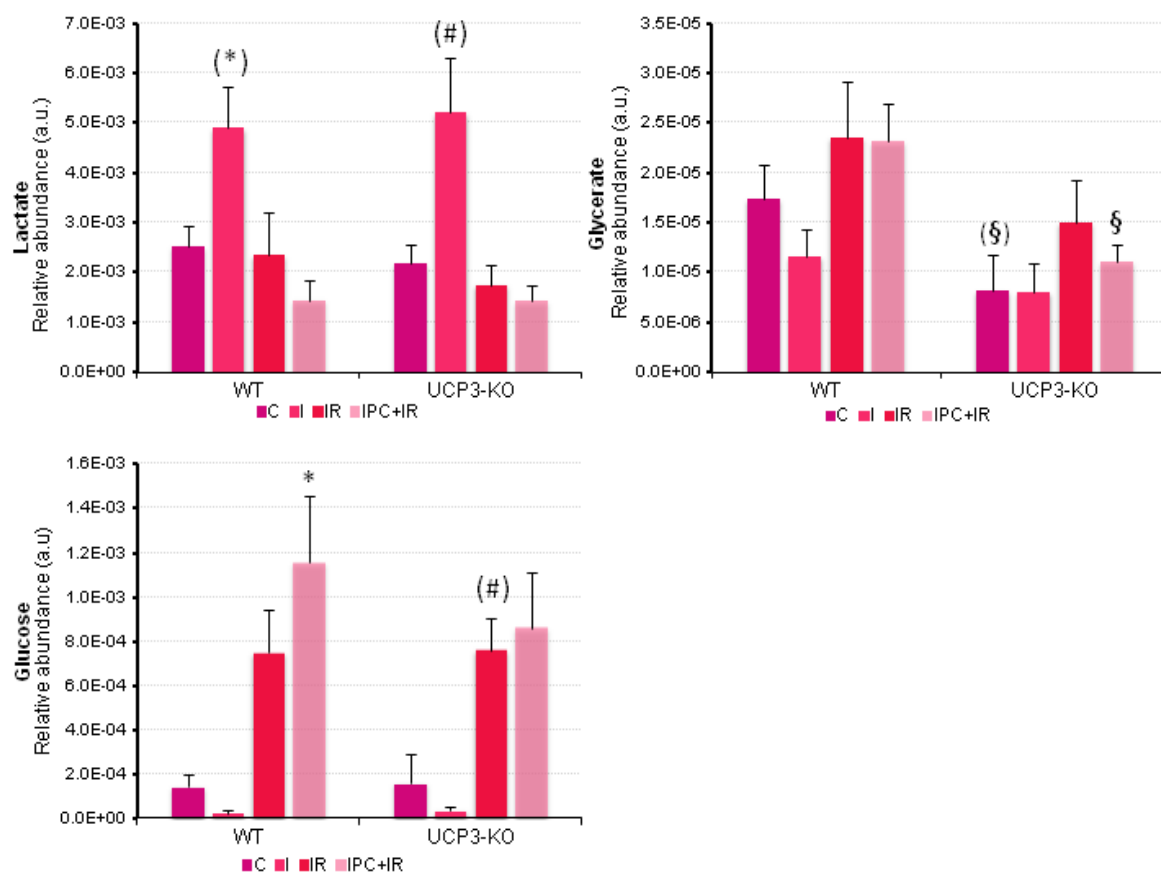 Lactate
Relative abundance (a.u.)
7.0E-03
6.0E-03
5.0E-03
4.0E-03
3.0E-03
2.0E-03
1.0E-03
0.0E+00
(*)
(#)
WT
UCP3-KO
C I IR IPC+IR
Glycerate
Relative abundance (a.u.)
3.5E-05
3.0E-05
2.5E-05
2.0E-05
1.5E-05
1.0E-05
5.0E-06
0.0E+00
(§)
§
WT
UCP3-KO
C I IR IPC+IR
Glucose
Relative abundance (a.u)
1.6E-03
1.4E-03
1.2E-03
1.0E-03
8.0E-04
6.0E-04
4.0E-04
2.0E-04
0.0E+00
*
(#)
WT
UCP3-KO
C I IR IPC+IR